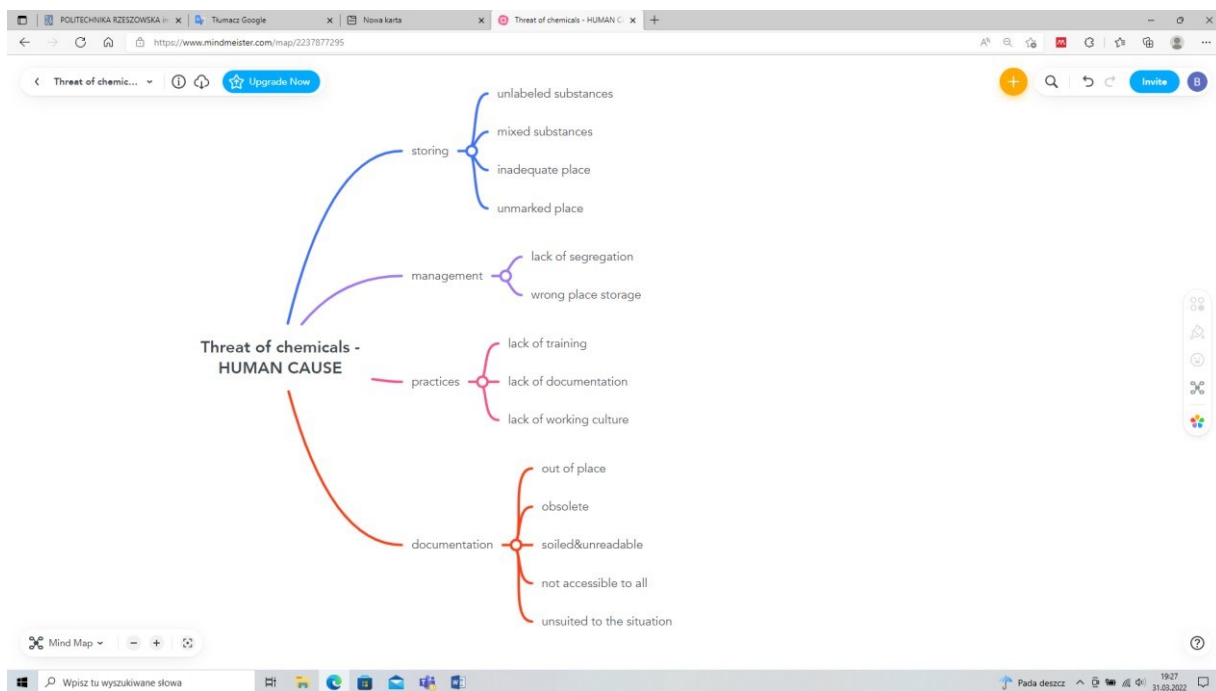 POLITECHNIKA RZESZOWSKA i
Tłumacz Google
Nowa karta
Threat of chemicals - HUMAN C
https://www.mindmeister.com/map/2237877295
Threat of chemic...
Upgrade Now
Invite
B
unlabeled substances
mixed substances
storing
inadequate place
unmarked place
lack of segregation
management
wrong place storage
Threat of chemicals -
HUMAN CAUSE
lack of training
practices
lack of documentation
lack of working culture
out of place
obsolete
documentation
soiled&unreadable
not accessible to all
unsuited to the situation
Mind Map
Wpisz tu wyszukiwane słowa
Pada deszcz
19:27
31.03.2022